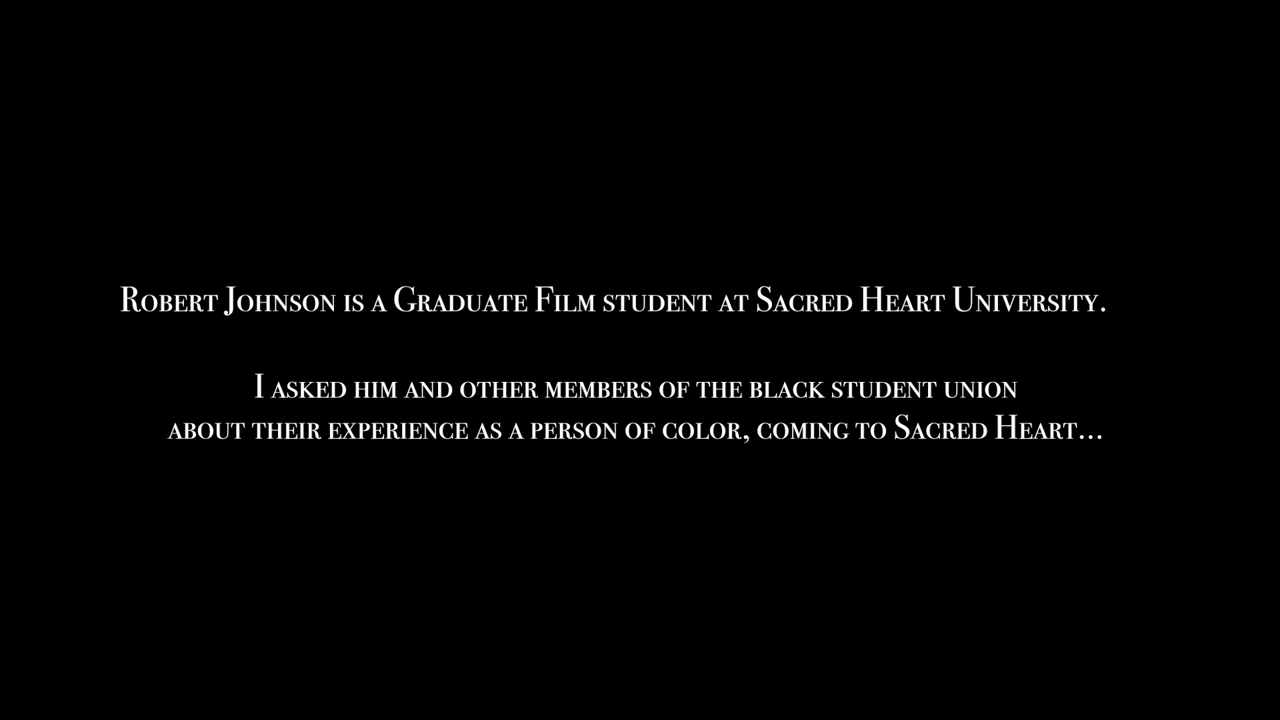 Robert Johnson is a Graduate Film student at Sacred Heart University.
I asked him and other members of the black student union
about their experience as a person of color, coming to Sacred Heart...